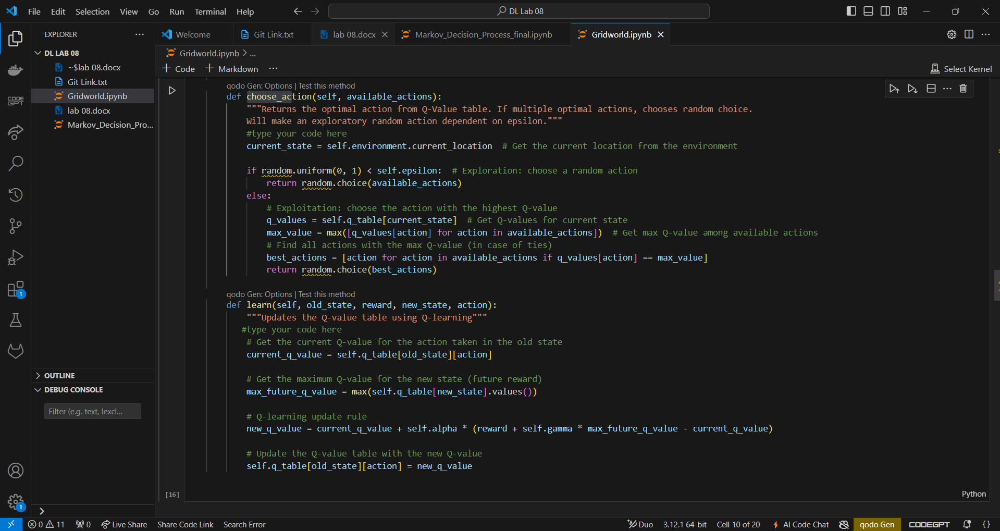 File Edit Selection View Go Run Terminal Help
DL Lab 08
EXPLORER
DL LAB 08
~$lab 08.docx
Git Link.txt
Gridworld.ipynb
lab 08.docx
Markov_Decision_Pro...
OUTLINE
DEBUG CONSOLE
Filter (e.g. text, !excl...
CODE
GPT
1
1
Welcome
Git Link.txt
lab 08.docx
Markov_Decision_Process_final.ipynb
Gridworld.ipynb
Gridworld.ipynb > ...
+ Code + Markdown ...
Select Kernel
qodo Gen: Options | Test this method
def choose_action(self, available_actions):
"""Returns the optimal action from Q-Value table. If multiple optimal actions, chooses random choice.
Will make an exploratory random action dependent on epsilon."""
#type your code here
current_state = self.environment.current_location  # Get the current location from the environment
if random.uniform(0, 1) < self.epsilon:  # Exploration: choose a random action
return random.choice(available_actions)
else:
# Exploitation: choose the action with the highest Q-value
q_values = self.q_table[current_state]  # Get Q-values for current state
max_value = max([q_values[action] for action in available_actions])  # Get max Q-value among available actions
# Find all actions with the max Q-value (in case of ties)
best_actions = [action for action in available_actions if q_values[action] == max_value]
return random.choice(best_actions)
qodo Gen: Options | Test this method
def learn(self, old_state, reward, new_state, action):
"""Updates the Q-value table using Q-learning"""
#type your code here
# Get the current Q-value for the action taken in the old state
current_q_value = self.q_table[old_state][action]
# Get the maximum Q-value for the new state (future reward)
max_future_q_value = max(self.q_table[new_state].values())
# Q-learning update rule
new_q_value = current_q_value + self.alpha * (reward + self.gamma * max_future_q_value - current_q_value)
# Update the Q-value table with the new Q-value
self.q_table[old_state][action] = new_q_value
[16]
Python
0 11 0 Live Share Share Code Link Search Error
Duo 3.12.1 64-bit Cell 10 of 20 AI Code Chat qodo Gen CODEGPT {}